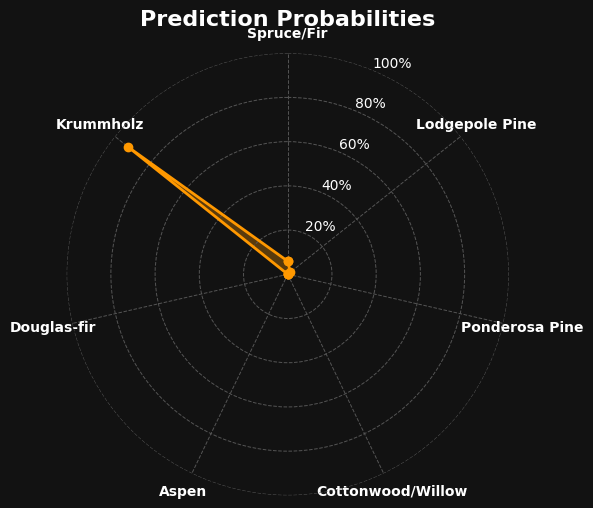 Prediction Probabilities
Spruce/Fir
100%
80%
Krummholz
Lodgepole Pine
60%
40%
20%
Douglas-fir
Ponderosa Pine
Aspen
Cottonwood/Willow